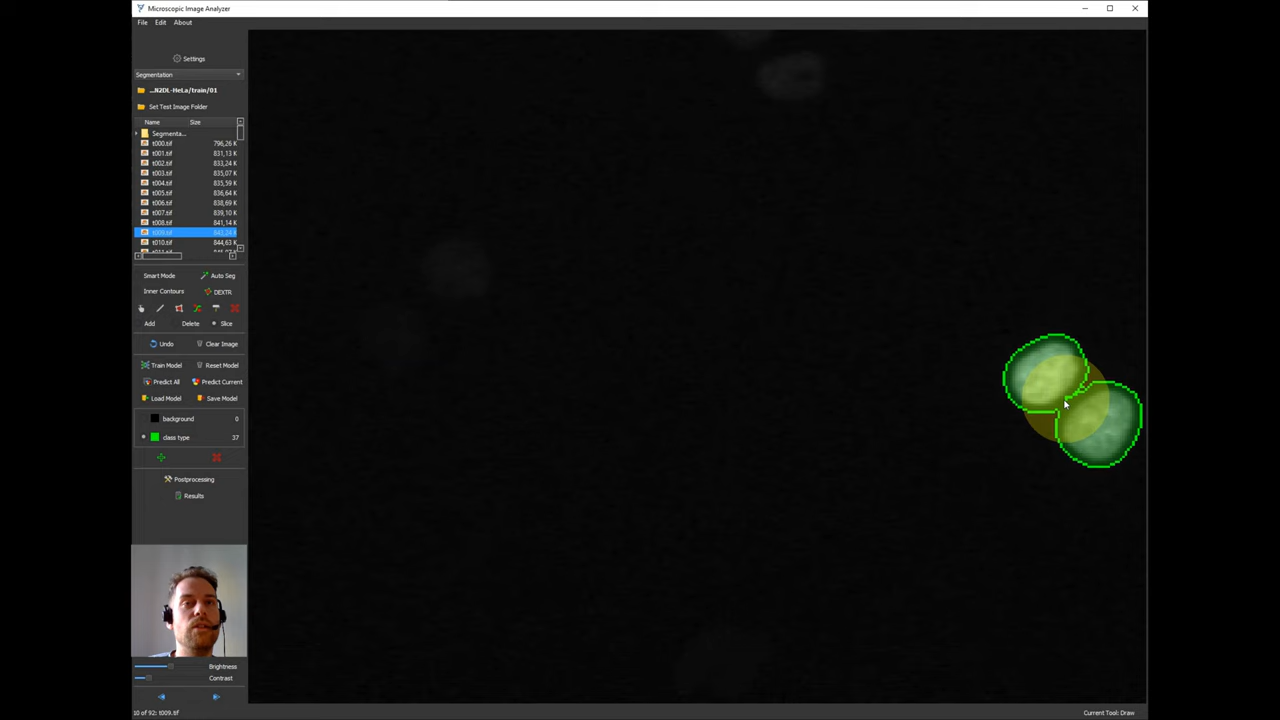 Microscopic Image Analyzer
File Edit About
Settings
Segmentation
...N2DL-HeLa/train/01
Set Test Image Folder
Name Size
Segmenta...
t000.tif 796,26 K
t001.tif 831,13 K
t002.tif 833,24 K
t003.tif 835,07 K
t004.tif 835,59 K
t005.tif 836,64 K
t006.tif 838,69 K
t007.tif 839,10 K
t008.tif 841,14 K
t009.tif 843,24 K
t010.tif 844,63 K
Smart Mode Auto Seg
Inner Contours DEXTR
Add Delete Slice
Undo Clear Image
Train Model Reset Model
Predict All Predict Current
Load Model Save Model
background 0
class type 37
Postprocessing
Results
Brightness
Contrast
10 of 92: t009.tif Current Tool: Draw